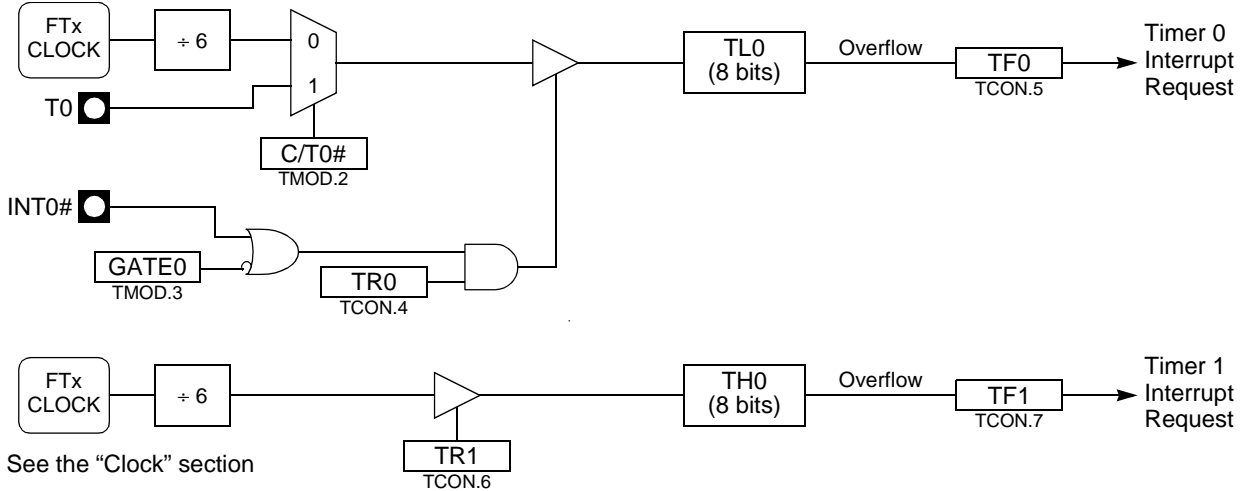 FTx
CLOCK
÷ 6
0
1
T0
C/T0#
TMOD.2
TL0
(8 bits)
Overflow
TF0
TCON.5
Timer 0
Interrupt
Request
INT0#
GATE0
TMOD.3
TR0
TCON.4
FTx
CLOCK
÷ 6
TR1
TCON.6
TH0
(8 bits)
Overflow
TF1
TCON.7
Timer 1
Interrupt
Request
See the “Clock” section